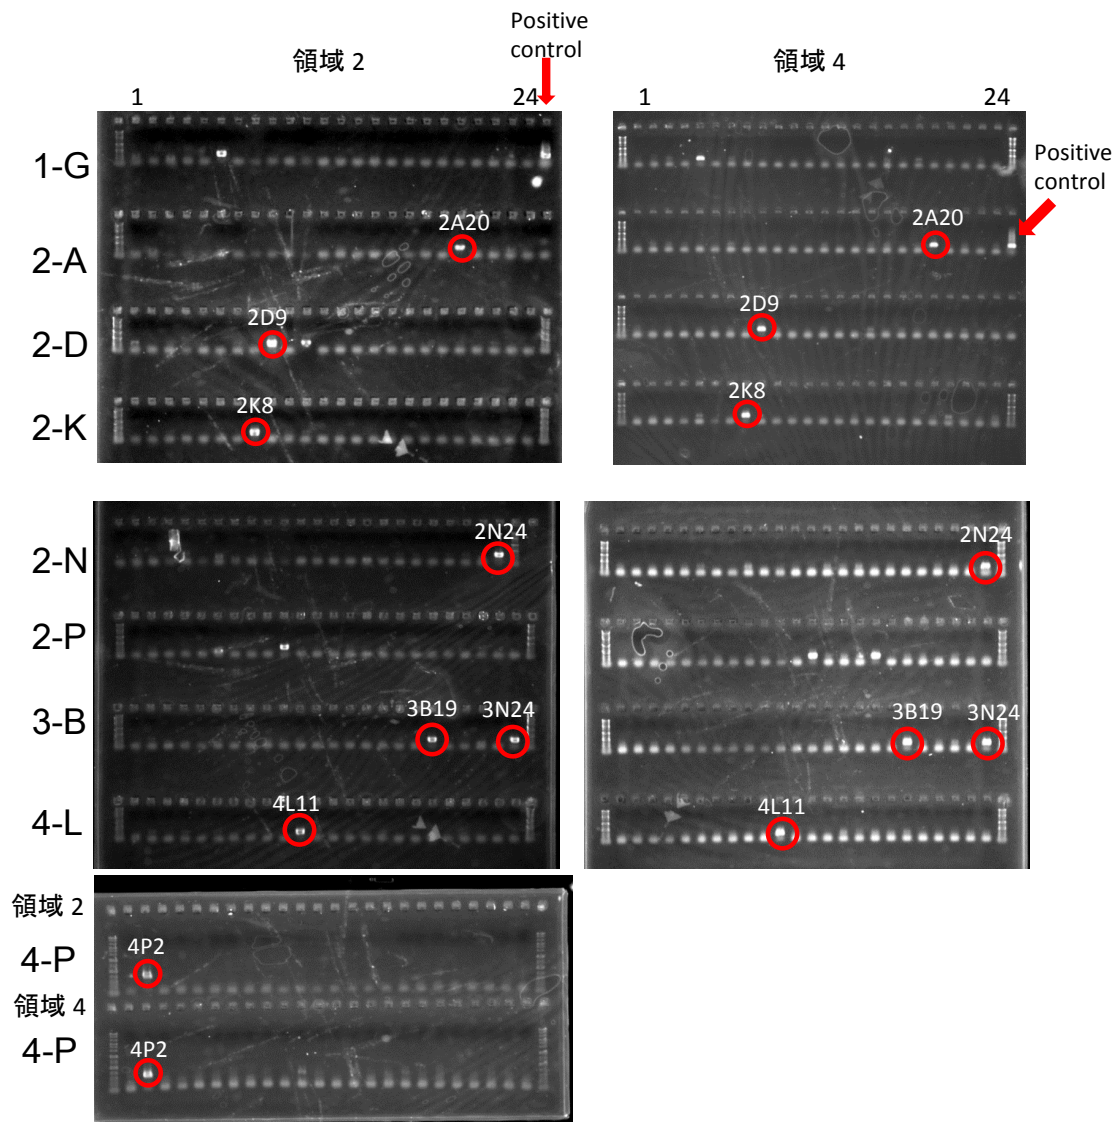 Positive
control
領域 2
領域 4
1
24
1
24
Positive
control
1-G
2A20
2A20
2-A
2D9
2D9
2-D
2K8
2K8
2-K
2N24
2N24
2-N
2-P
3B19
3N24
3B19
3N24
3-B
4L11
4L11
4-L
領域 2
4P2
4-P
領域 4
4P2
4-P